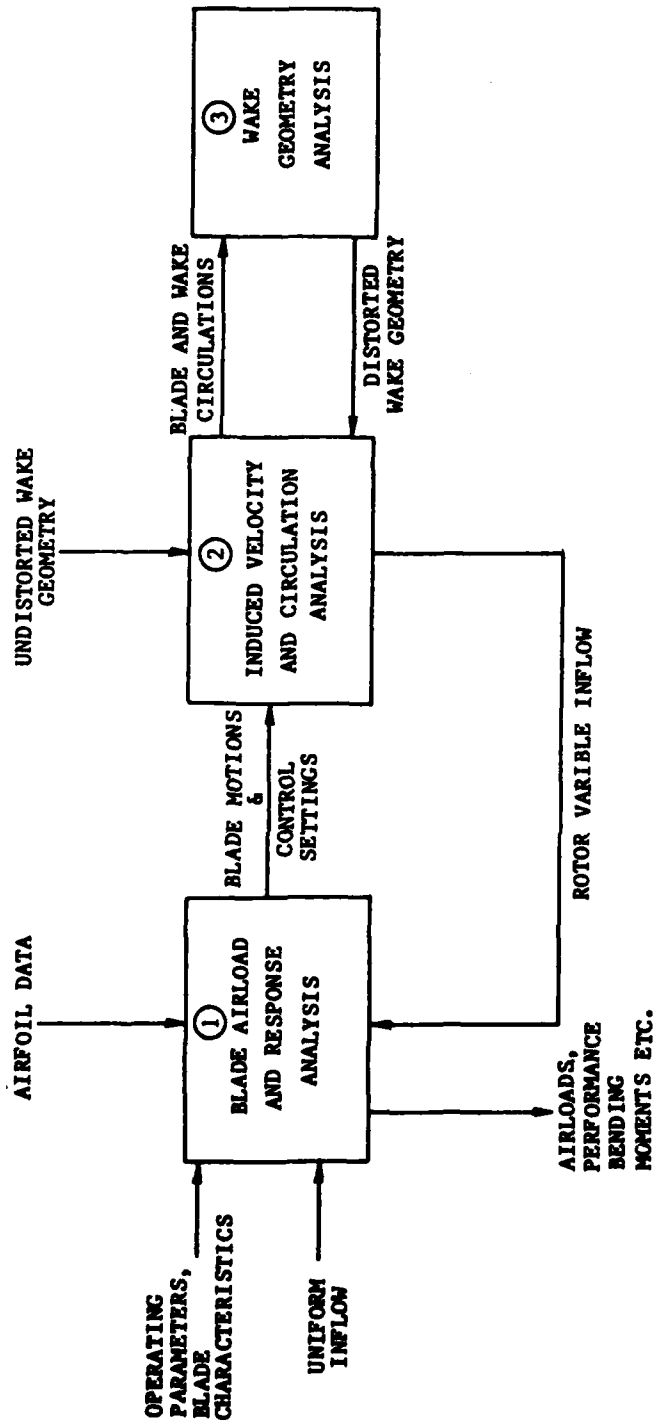 OPERATING
PARAMETERS,
BLADE
CHARACTERISTICS
UNIFORM
INFLOW
AIRFOIL DATA
1
BLADE AIRLOAD
AND RESPONSE
ANALYSIS
AIRLOADS,
PERFORMANCE
BENDING
MOMENTS ETC.
BLADE MOTIONS
&
CONTROL
SETTINGS
UNDISTORTED WAKE
GEOMETRY
2
INDUCED VELOCITY
AND CIRCULATION
ANALYSIS
ROTOR VARIBLE INFLOW
BLADE AND WAKE
CIRCULATIONS
DISTORTED
WAKE GEOMETRY
3
WAKE
GEOMETRY
ANALYSIS